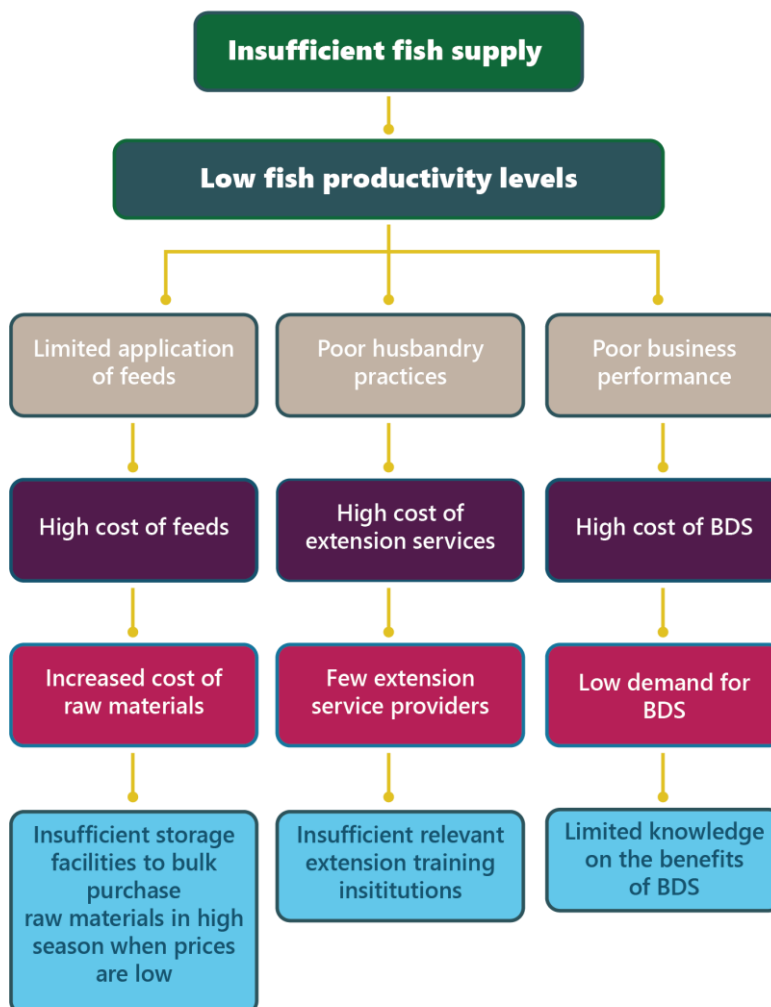 Insufficient fish supply
Low fish productivity levels
Limited application
of feeds
Poor husbandry
practices
Poor business
performance
High cost of feeds
High cost of
extension services
High cost of BDS
Increased cost of
raw materials
Few extension
service providers
Low demand for
BDS
Insufficient storage
facilities to bulk
purchase
raw materials in high
season when prices
are low
Insufficient relevant
extension training
insititutions
Limited knowledge
on the benefits
of BDS